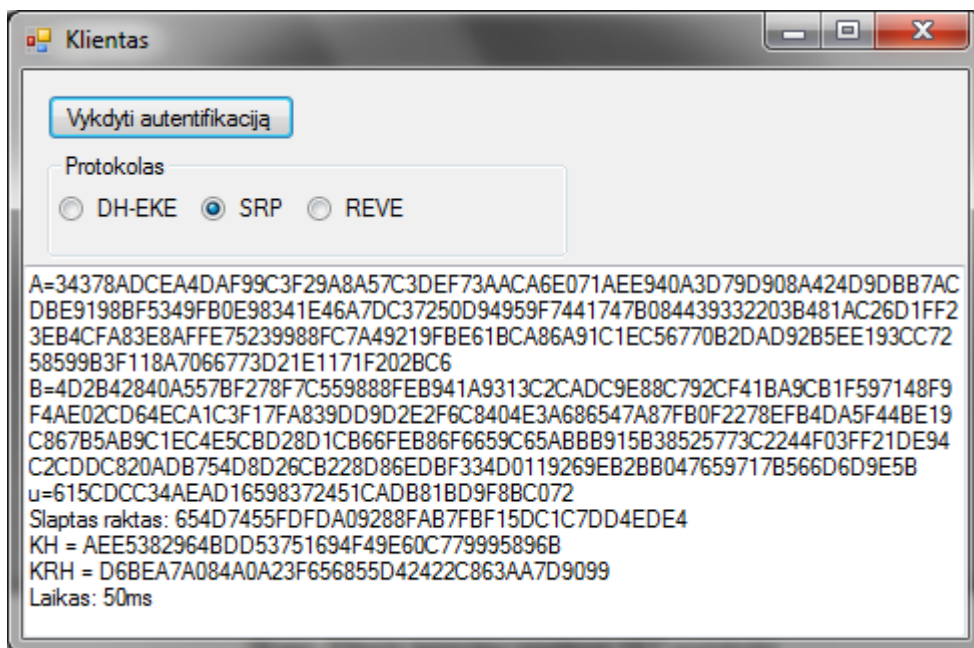 Klientas
Vykdyti autentifikaciją
Protokolas
DH-EKE SRP REVE
A=34378ADCEA4DAF99C3F29A8A57C3DEF73AACA6E071AEE940A3D79D908A424D9DBB7AC
DBE9198BF5349FB0E98341E46A7DC37250D94959F7441747B084439332203B481AC26D1FF2
3EB4CFA83E8AFFE75239988FC7A49219FBE61BCA86A91C1EC56770B2DAD92B5EE193CC72
58599B3F118A7066773D21E1171F202BC6
B=4D2B42840A557BF278F7C559888FEB941A9313C2CADC9E88C792CF41BA9CB1F597148F9
F4AE02CD64ECA1C3F17FA839DD9D2E2F6C8404E3A686547A87FB0F2278EFB4DA5F44BE19
C867B5AB9C1EC4E5CBD28D1CB66FEB86F6659C65ABBB915B38525773C2244F03FF21DE94
C2CDDC820ADB754D8D26CB228D86EDBF334D0119269EB2BB047659717B566D6D9E5B
u=615CDCC34AEAD16598372451CADB81BD9F8BC072
Slaptas raktas: 654D7455FDFDA09288FAB7FBF15DC1C7DD4EDE4
KH = AEE5382964BDD53751694F49E60C779995896B
KRH = D6BEA7A084A0A23F656855D42422C863AA7D9099
Laikas: 50ms